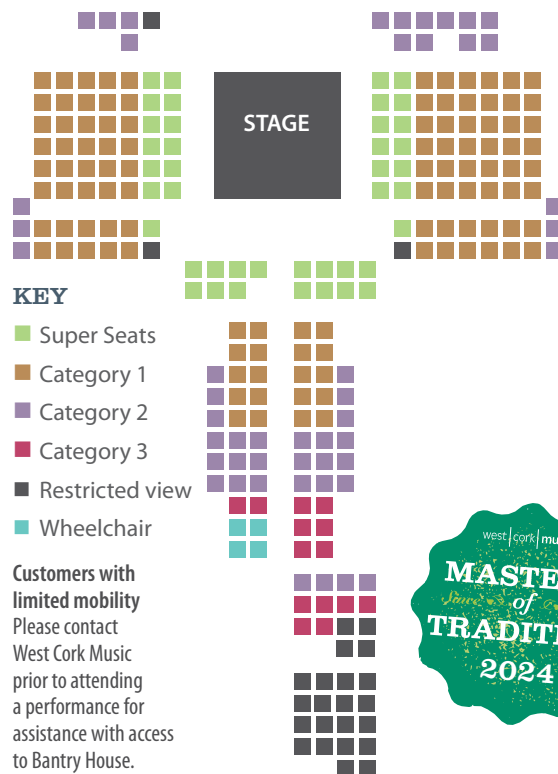 STAGE
KEY
Super Seats
Category 1
Category 2
Category 3
Restricted view
Wheelchair
Customers with
limited mobility
Please contact
West Cork Music
prior to attending
a performance for
assistance with access
to Bantry House.
west|cork|mu
MASTE
of
TRADITI
2024